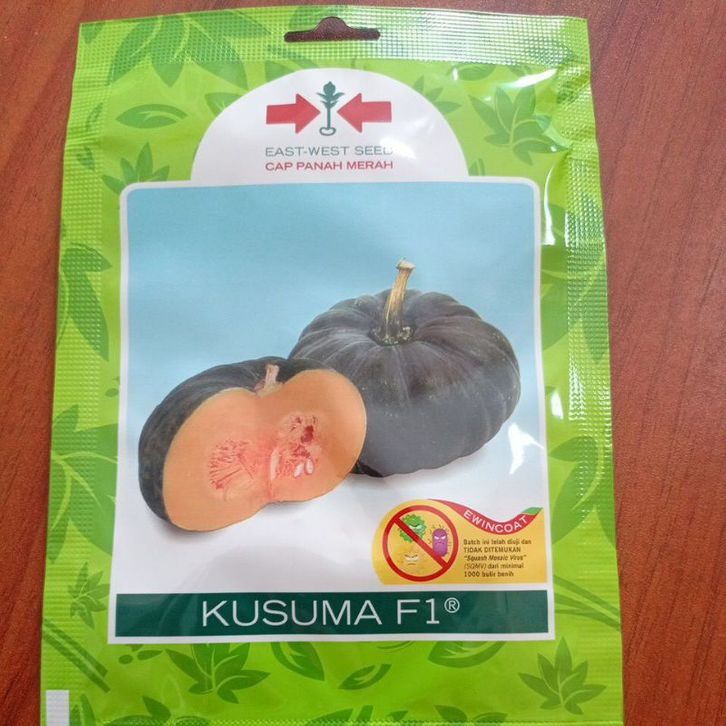 EAST-WEST SEED
CAP PANAH MERAH
EWINCOAT
Batch ini telah diuji dan
TIDAK DITEMUKAN
"Squash Mosaic Virus"
(SQMV) dari minimal
1000 butir benih
KUSUMA F1®